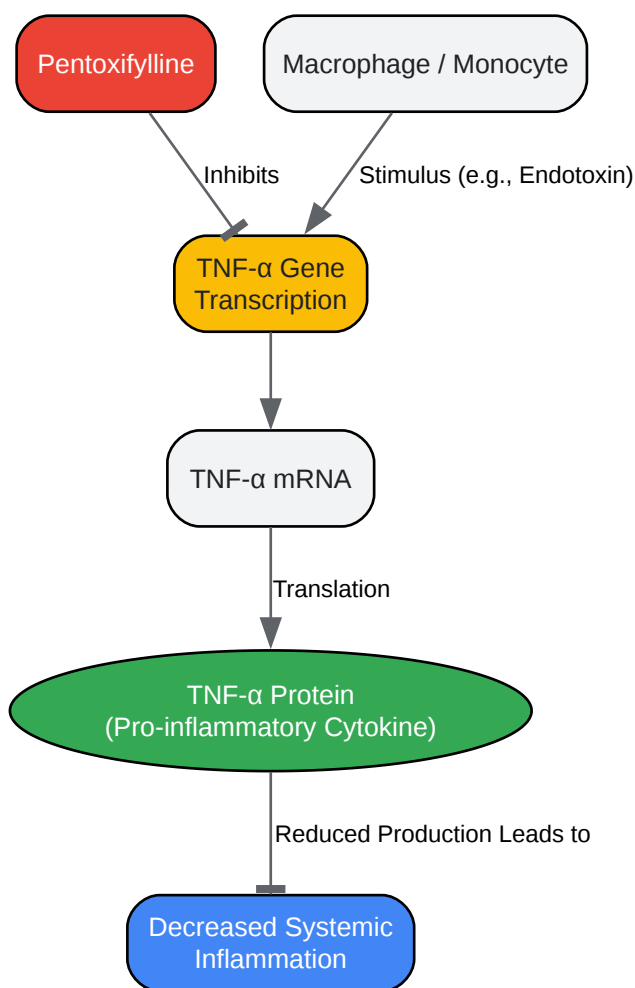 Pentoxifylline
Macrophage / Monocyte
Inhibits
Stimulus (e.g., Endotoxin)
TNF-α Gene
Transcription
TNF-α mRNA
Translation
TNF-α Protein
(Pro-inflammatory Cytokine)
Reduced Production Leads to
Decreased Systemic
Inflammation